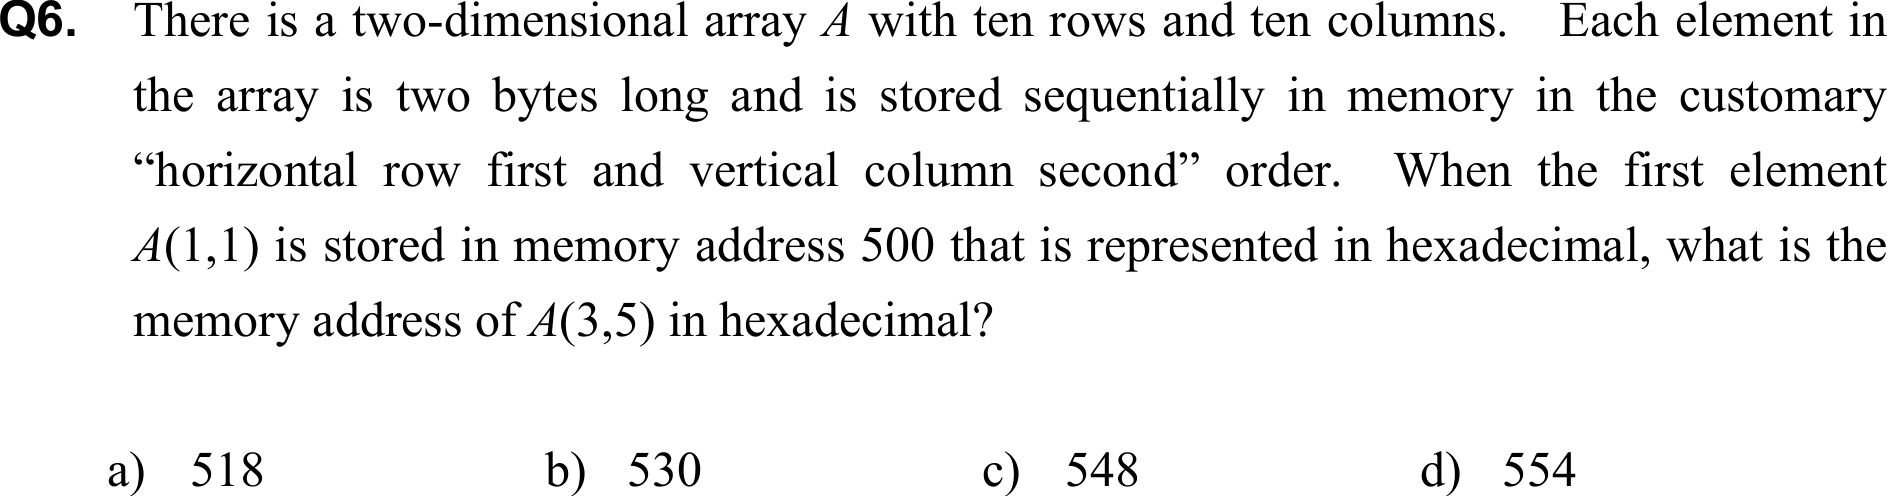 Q6. There is a two-dimensional array A with ten rows and ten columns. Each element in
the array is two bytes long and is stored sequentially in memory in the customary
“horizontal row first and vertical column second” order. When the first element
A(1,1) is stored in memory address 500 that is represented in hexadecimal, what is the
memory address of A(3,5) in hexadecimal?
a) 518 b) 530 c) 548 d) 554